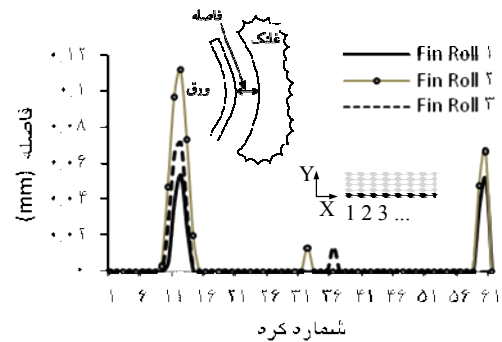 فاصله
غلتک
ورق
Fin Roll ۱
Fin Roll ۲
Fin Roll ۳
۰.۱۲
۰.۱
۰.۰۸
۰.۰۶
۰.۰۴
۰.۰۲
۰
فاصله (mm)
Y
X
1 2 3 ...
۱ ۶ ۱۱ ۱۶ ۲۱ ۲۶ ۳۱ ۳۶ ۴۱ ۴۶ ۵۱ ۵۶ ۶۱
شماره گره